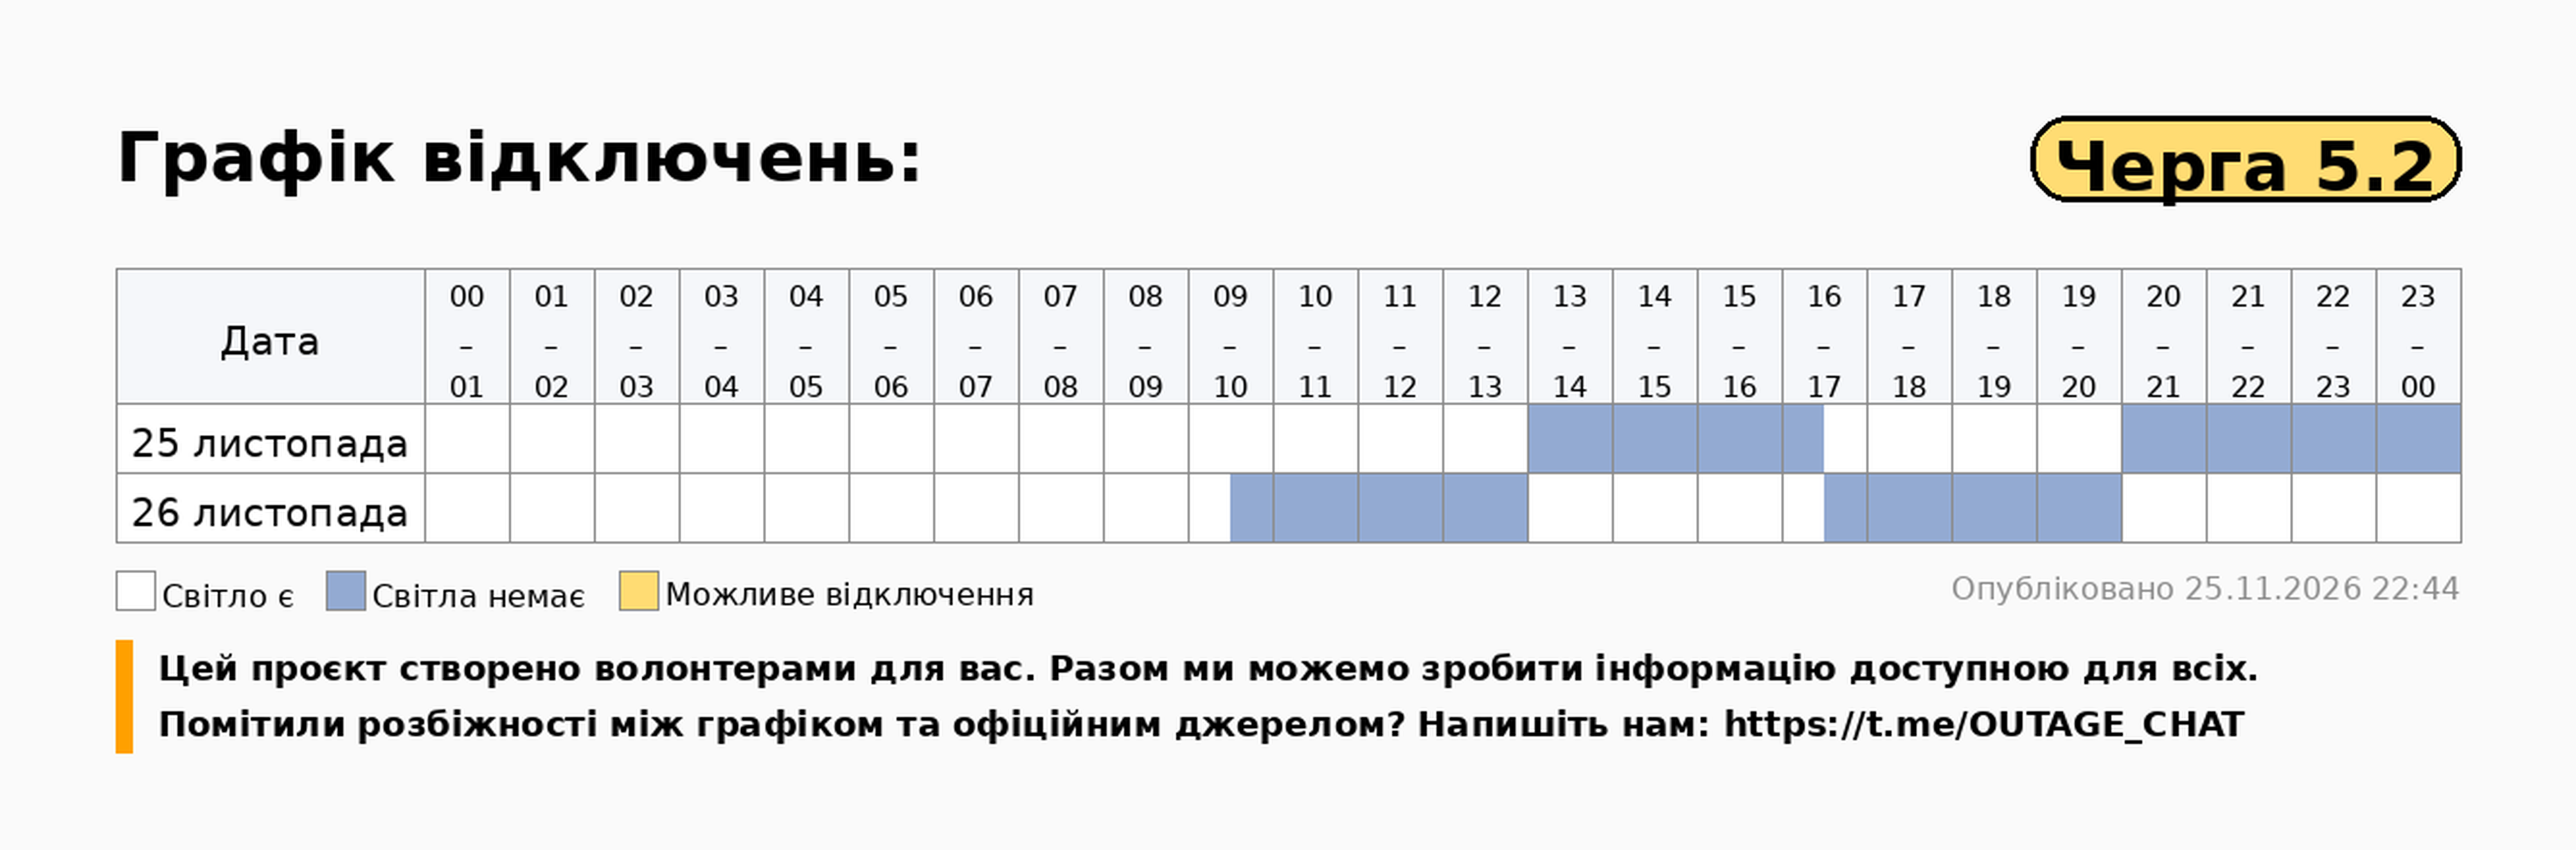 Графік відключень:
Черга 5.2
Дата
00 – 01
01 – 02
02 – 03
03 – 04
04 – 05
05 – 06
06 – 07
07 – 08
08 – 09
09 – 10
10 – 11
11 – 12
12 – 13
13 – 14
14 – 15
15 – 16
16 – 17
17 – 18
18 – 19
19 – 20
20 – 21
21 – 22
22 – 23
23 – 00
25 листопада
26 листопада
Світло є
Світла немає
Можливе відключення
Опубліковано 25.11.2026 22:44
Цей проєкт створено волонтерами для вас. Разом ми можемо зробити інформацію доступною для всіх.
Помітили розбіжності між графіком та офіційним джерелом? Напишіть нам: https://t.me/OUTAGE_CHAT